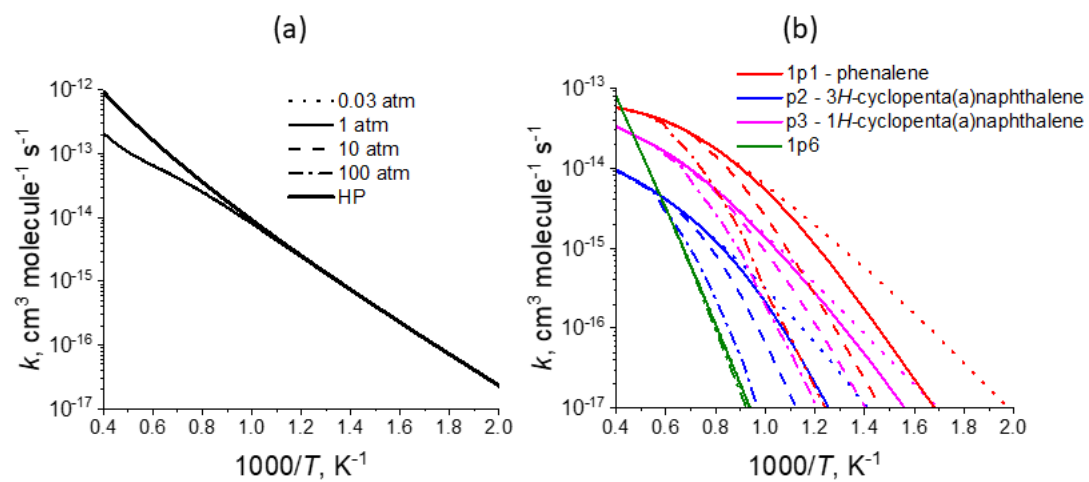 (a)
(b)
0.03 atm
1 atm
10 atm
100 atm
HP
1p1 - phenalene
p2 - 3H-cyclopenta(a)naphthalene
p3 - 1H-cyclopenta(a)naphthalene
1p6
10⁻¹²
10⁻¹³
10⁻¹⁴
10⁻¹⁵
10⁻¹⁶
10⁻¹⁷
k, cm³ molecule⁻¹ s⁻¹
0.4 0.6 0.8 1.0 1.2 1.4 1.6 1.8 2.0
1000/T, K⁻¹
10⁻¹³
10⁻¹⁴
10⁻¹⁵
10⁻¹⁶
10⁻¹⁷
k, cm³ molecule⁻¹ s⁻¹
0.4 0.6 0.8 1.0 1.2 1.4 1.6 1.8 2.0
1000/T, K⁻¹